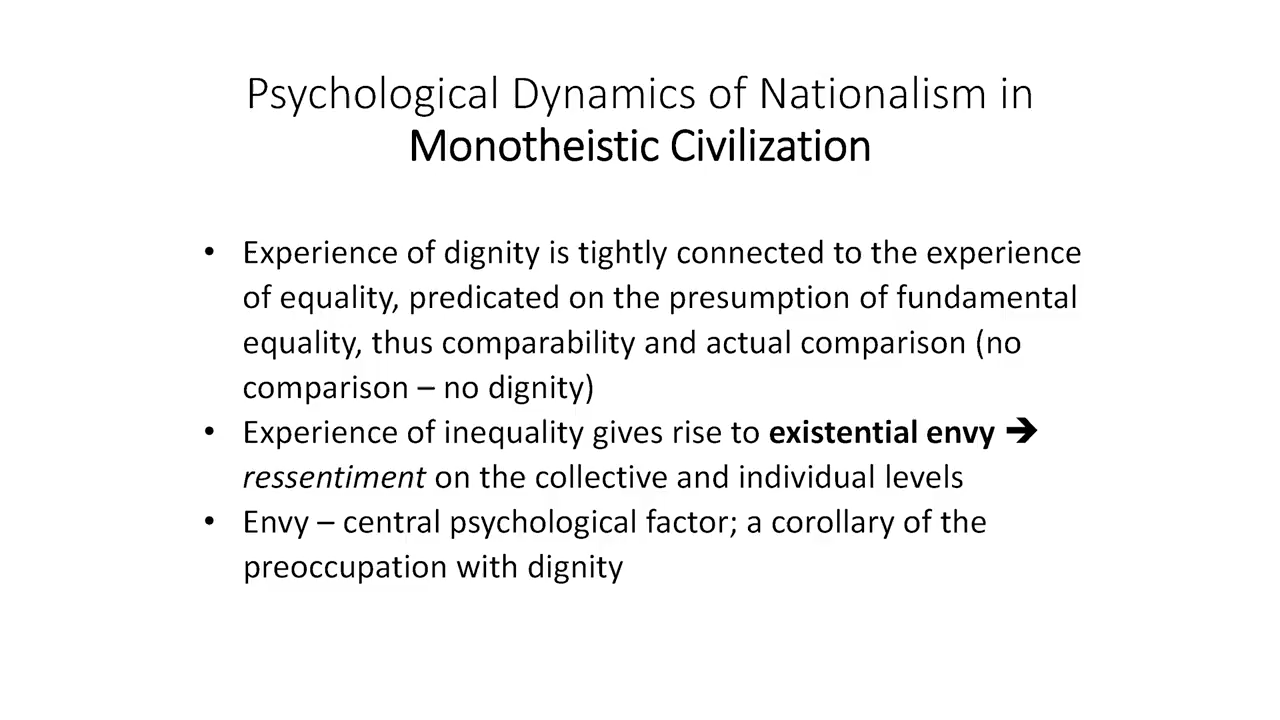 Psychological Dynamics of Nationalism in
Monotheistic Civilization
• Experience of dignity is tightly connected to the experience
of equality, predicated on the presumption of fundamental
equality, thus comparability and actual comparison (no
comparison – no dignity)
• Experience of inequality gives rise to existential envy ➔
ressentiment on the collective and individual levels
• Envy – central psychological factor; a corollary of the
preoccupation with dignity